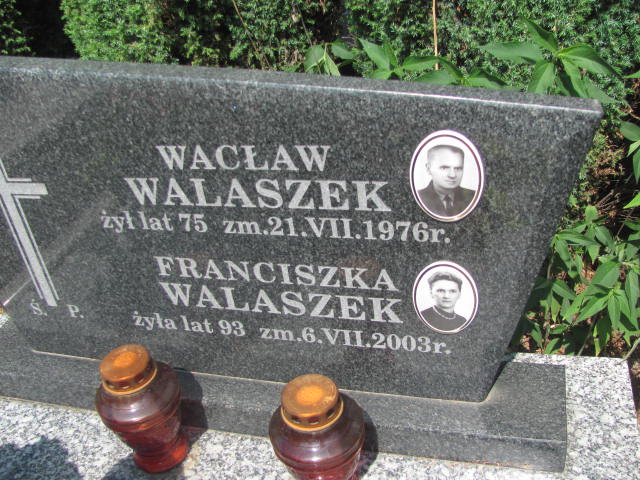 WACŁAW
WALASZEK
żył lat 75 zm.21.VII.1976r.
FRANCISZKA
WALASZEK
Ś. P.
żyła lat 93 zm.6.VII.2003r.